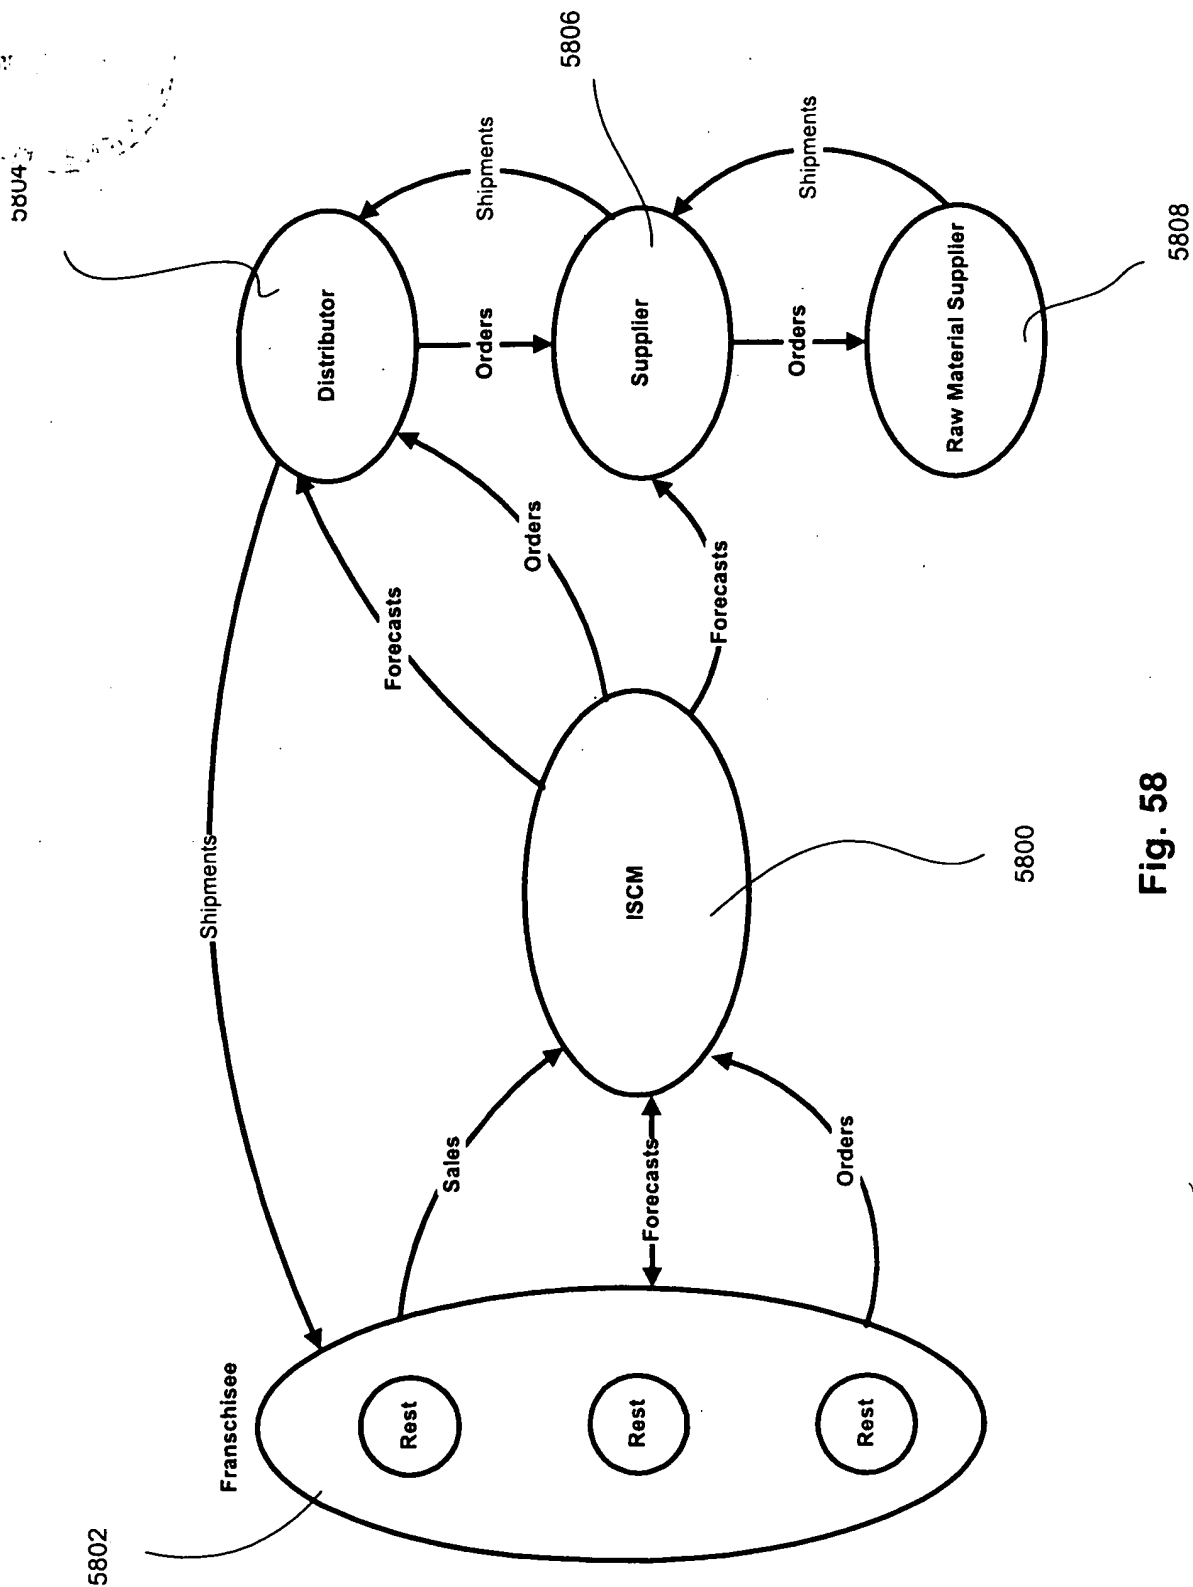 5802
Franschisee
Rest
Rest
Rest
Shipments
Sales
Forecasts
Orders
ISCM
5800
Forecasts
Orders
Forecasts
5804
Distributor
Orders
Shipments
5806
Supplier
Orders
Shipments
Raw Material Supplier
5808
Fig. 58